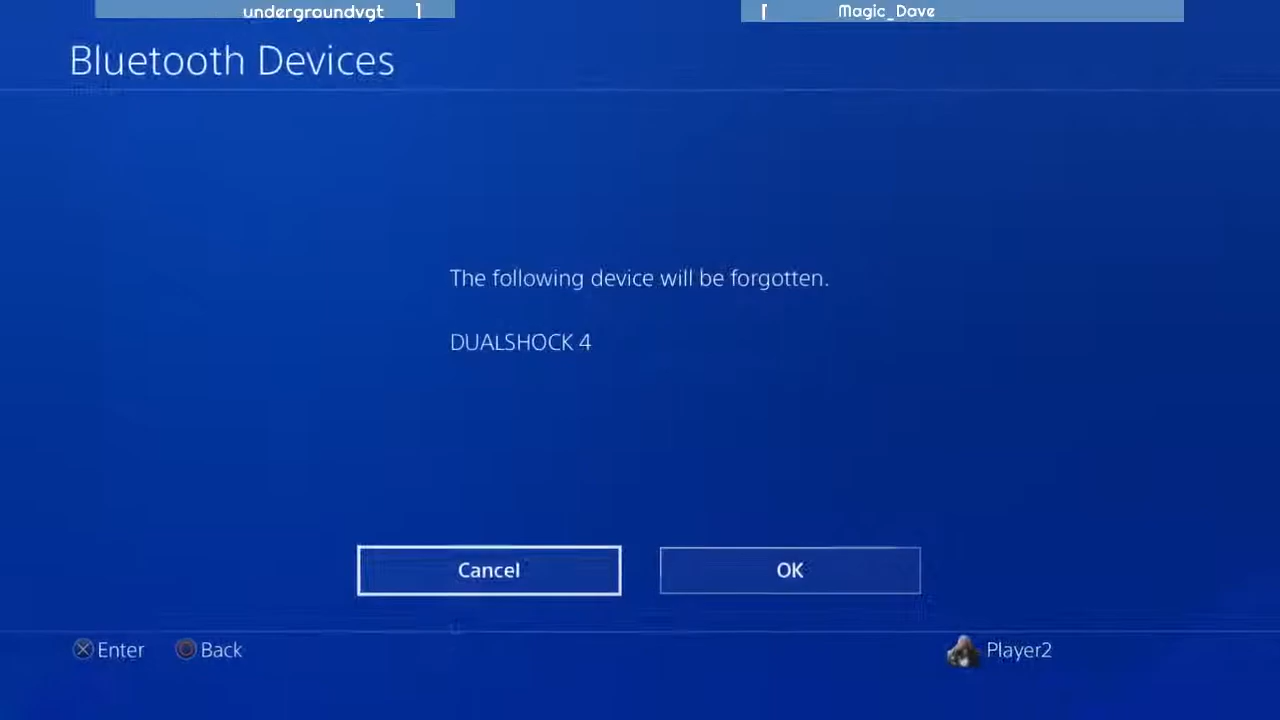 undergroundvgt ] [ Magic_Dave
Bluetooth Devices
The following device will be forgotten.
DUALSHOCK 4
Cancel OK
Enter Back Player2